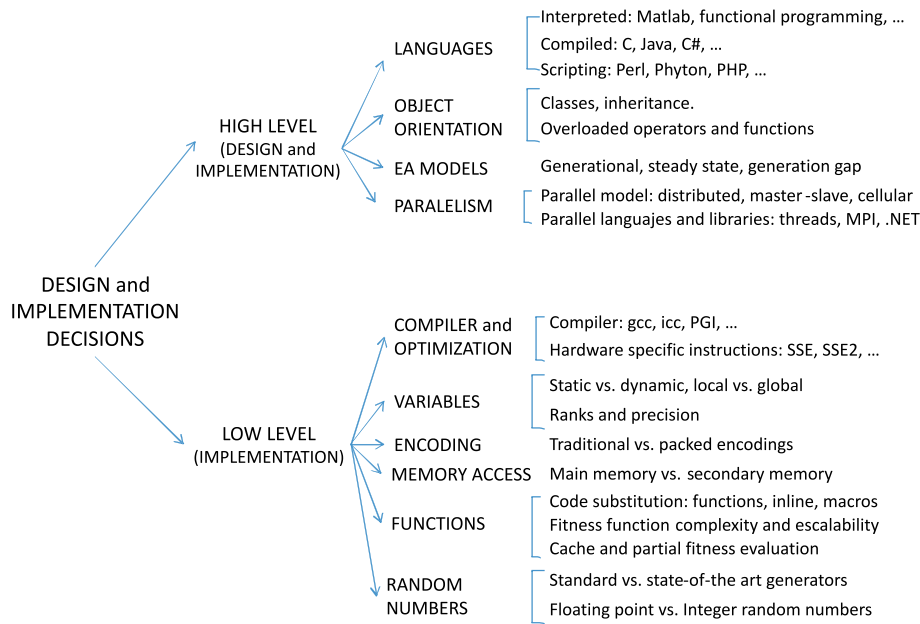 DESIGN and
IMPLEMENTATION
DECISIONS
HIGH LEVEL
(DESIGN and
IMPLEMENTATION)
LANGUAGES
Interpreted: Matlab, functional programming, …
Compiled: C, Java, C#, …
Scripting: Perl, Phyton, PHP, …
OBJECT
ORIENTATION
Classes, inheritance.
Overloaded operators and functions
EA MODELS
Generational, steady state, generation gap
PARALELISM
Parallel model: distributed, master-slave, cellular
Parallel languajes and libraries: threads, MPI, .NET
LOW LEVEL
(IMPLEMENTATION)
COMPILER and
OPTIMIZATION
Compiler: gcc, icc, PGI, …
Hardware specific instructions: SSE, SSE2, …
VARIABLES
Static vs. dynamic, local vs. global
Ranks and precision
ENCODING
Traditional vs. packed encodings
MEMORY ACCESS
Main memory vs. secondary memory
FUNCTIONS
Code substitution: functions, inline, macros
Fitness function complexity and escalability
Cache and partial fitness evaluation
RANDOM
NUMBERS
Standard vs. state-of-the art generators
Floating point vs. Integer random numbers